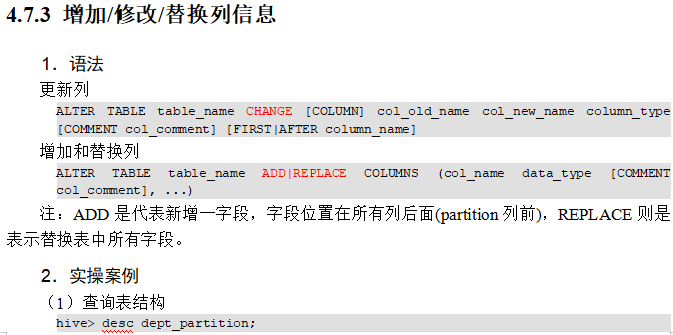 4.7.3 增加/修改/替换列信息
1．语法
更新列
ALTER TABLE table_name CHANGE [COLUMN] col_old_name col_new_name column_type
[COMMENT col_comment] [FIRST|AFTER column_name]
增加和替换列
ALTER TABLE table_name ADD|REPLACE COLUMNS (col_name data_type [COMMENT
col_comment], ...)
注：ADD 是代表新增一字段，字段位置在所有列后面(partition 列前)，REPLACE 则是
表示替换表中所有字段。
2．实操案例
（1）查询表结构
hive> desc dept_partition;